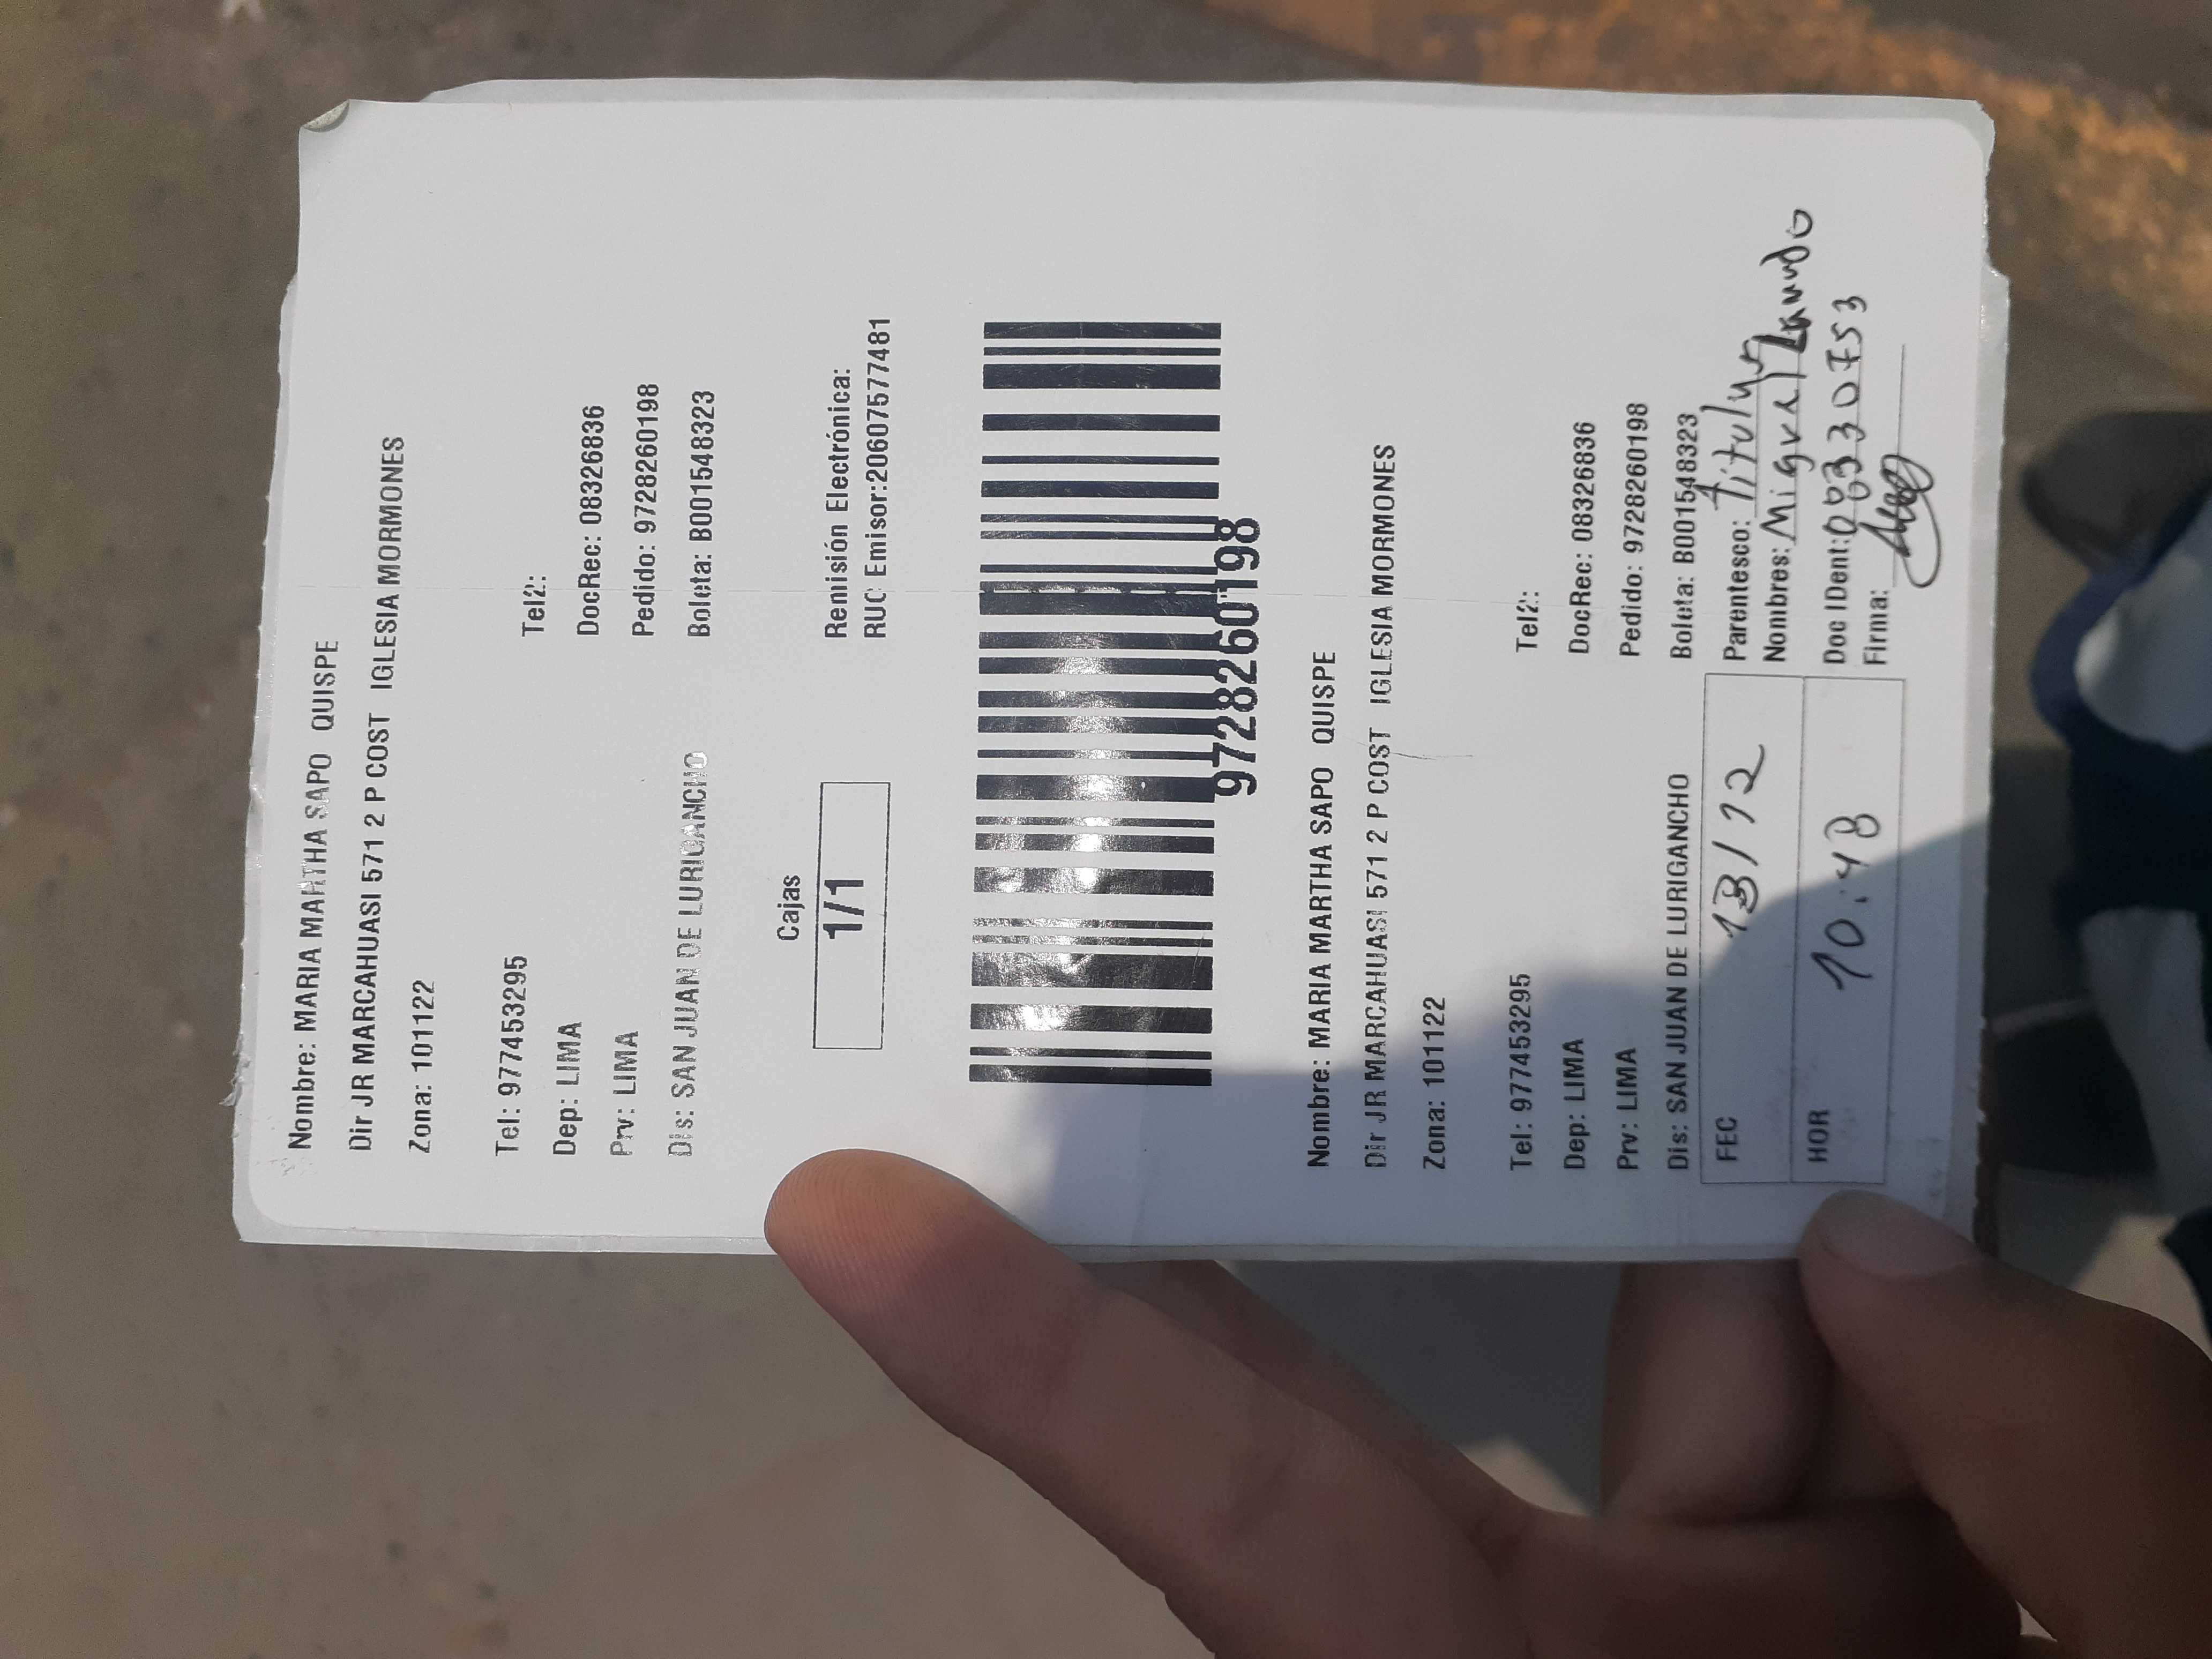 Nombre: MARIA MARTHA SAPO QUISPE
Dir JR MARCAHUASI 571 2 P COST IGLESIA MORMONES
Zona: 101122
Tel: 977453295 Tel2:
Dep: LIMA DocRec: 08326836
Prv: LIMA Pedido: 9728260198
Dis: SAN JUAN DE LURIGANCHO Boleta: B001548323
Cajas
1/1
Remisión Electrónica:
RUC Emisor:20607577481
9728260198
Nombre: MARIA MARTHA SAPO QUISPE
Dir JR MARCAHUASI 571 2 P COST IGLESIA MORMONES
Zona: 101122
Tel: 977453295 Tel2:
Dep: LIMA DocRec: 08326836
Prv: LIMA Pedido: 9728260198
Dis: SAN JUAN DE LURIGANCHO Boleta: B001548323
FEC 13/12 Parentesco:
Nombres: Miguel
HOR 10:48 Doc IDent:
Firma: